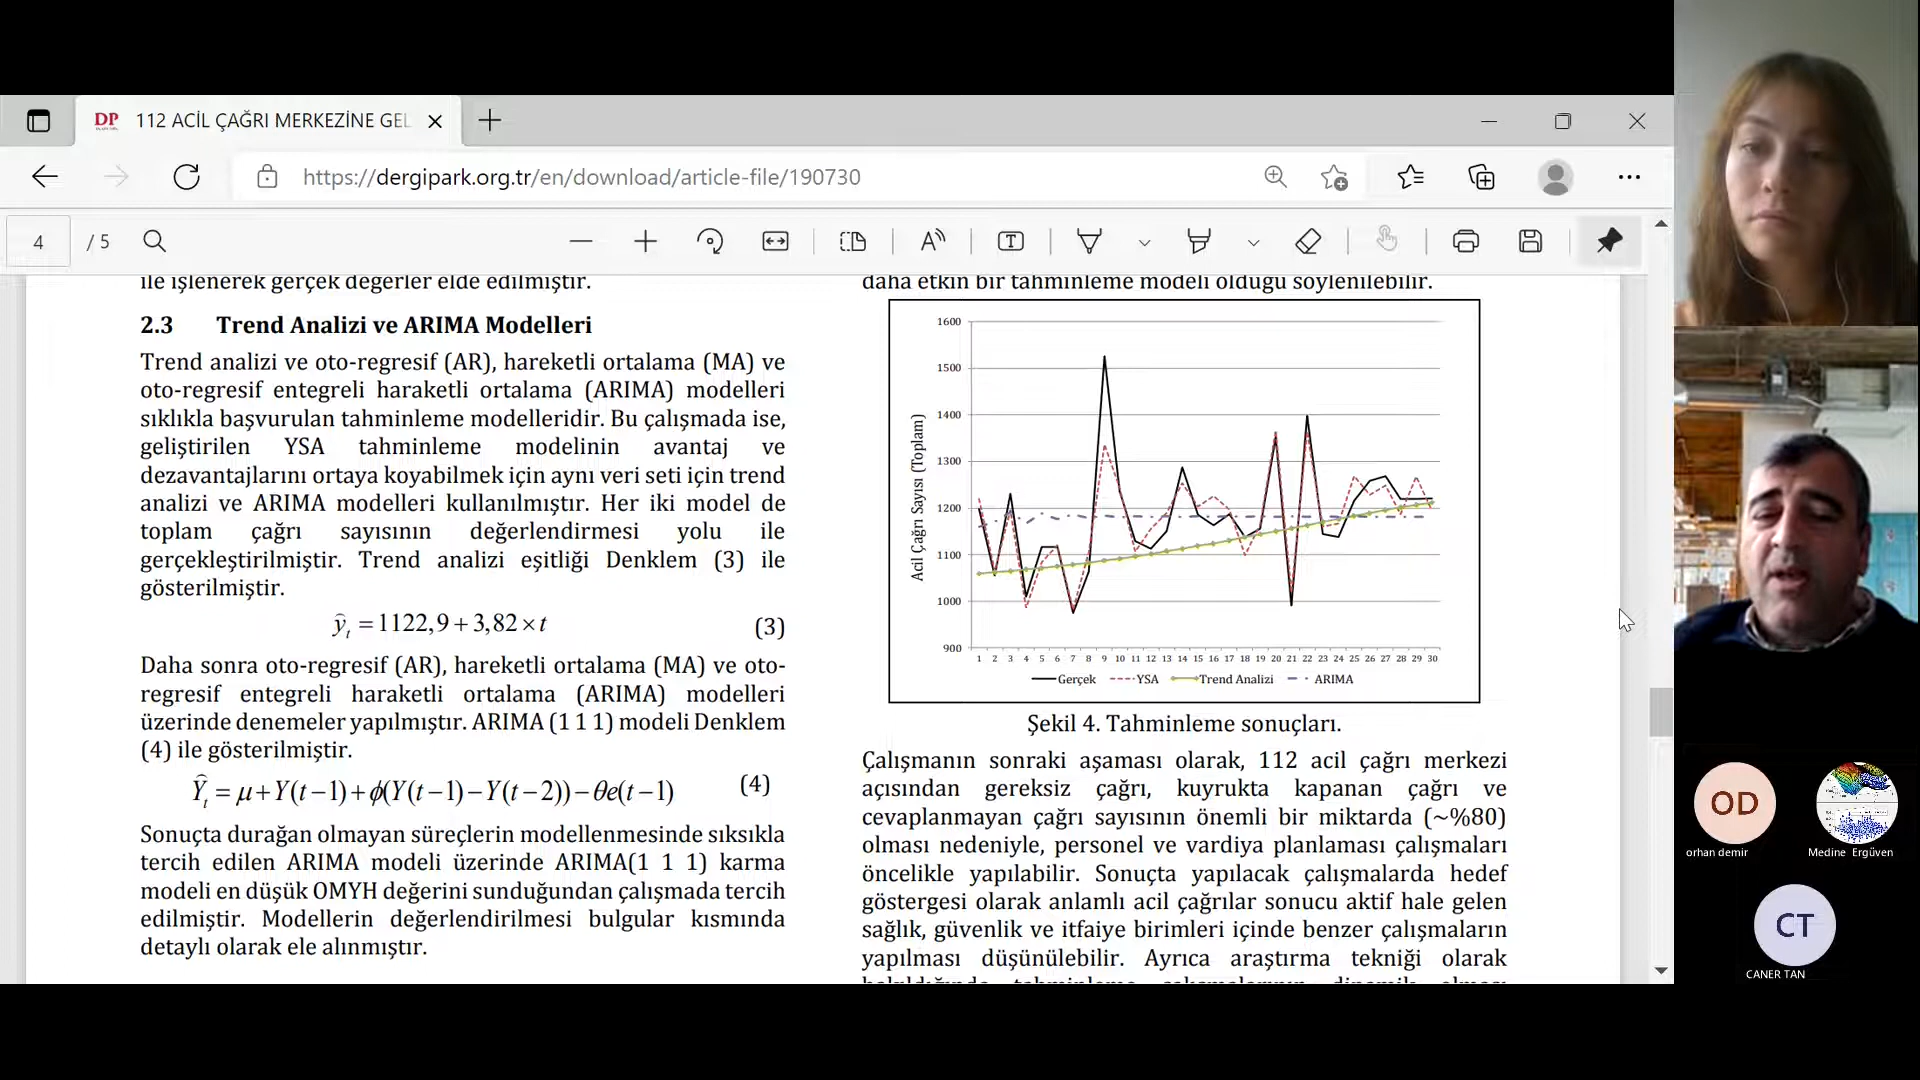 112 ACİL ÇAĞRI MERKEZİNE GEL
https://dergipark.org.tr/en/download/article-file/190730
4 / 5
ile işlenerek gerçek değerler elde edilmiştir.
2.3 Trend Analizi ve ARIMA Modelleri
Trend analizi ve oto-regresif (AR), hareketli ortalama (MA) ve
oto-regresif entegreli haraketli ortalama (ARIMA) modelleri
sıklıkla başvurulan tahminleme modelleridir. Bu çalışmada ise,
geliştirilen YSA tahminleme modelinin avantaj ve
dezavantajlarını ortaya koyabilmek için aynı veri seti için trend
analizi ve ARIMA modelleri kullanılmıştır. Her iki model de
toplam çağrı sayısının değerlendirmesi yolu ile
gerçekleştirilmiştir. Trend analizi eşitliği Denklem (3) ile
gösterilmiştir.
ŷt = 1122,9 + 3,82 × t (3)
Daha sonra oto-regresif (AR), hareketli ortalama (MA) ve oto-
regresif entegreli haraketli ortalama (ARIMA) modelleri
üzerinde denemeler yapılmıştır. ARIMA (1 1 1) modeli Denklem
(4) ile gösterilmiştir.
Ŷt = μ + Y(t − 1) + ϕ(Y(t − 1) − Y(t − 2)) − θe(t − 1) (4)
Sonuçta durağan olmayan süreçlerin modellenmesinde sıksıkla
tercih edilen ARIMA modeli üzerinde ARIMA(1 1 1) karma
modeli en düşük OMYH değerini sunduğundan çalışmada tercih
edilmiştir. Modellerin değerlendirilmesi bulgular kısmında
detaylı olarak ele alınmıştır.
daha etkin bir tahminleme modeli olduğu söylenilebilir.
Acil Çağrı Sayısı (Toplam)
1600
1500
1400
1300
1200
1100
1000
900
1 2 3 4 5 6 7 8 9 10 11 12 13 14 15 16 17 18 19 20 21 22 23 24 25 26 27 28 29 30
Gerçek YSA Trend Analizi ARIMA
Şekil 4. Tahminleme sonuçları.
Çalışmanın sonraki aşaması olarak, 112 acil çağrı merkezi
açısından gereksiz çağrı, kuyrukta kapanan çağrı ve
cevaplanmayan çağrı sayısının önemli bir miktarda (~%80)
olması nedeniyle, personel ve vardiya planlaması çalışmaları
öncelikle yapılabilir. Sonuçta yapılacak çalışmalarda hedef
göstergesi olarak anlamlı acil çağrılar sonucu aktif hale gelen
sağlık, güvenlik ve itfaiye birimleri içinde benzer çalışmaların
yapılması düşünülebilir. Ayrıca araştırma tekniği olarak
OD
orhan demir
Medine Ergüven
CT
CANER TAN